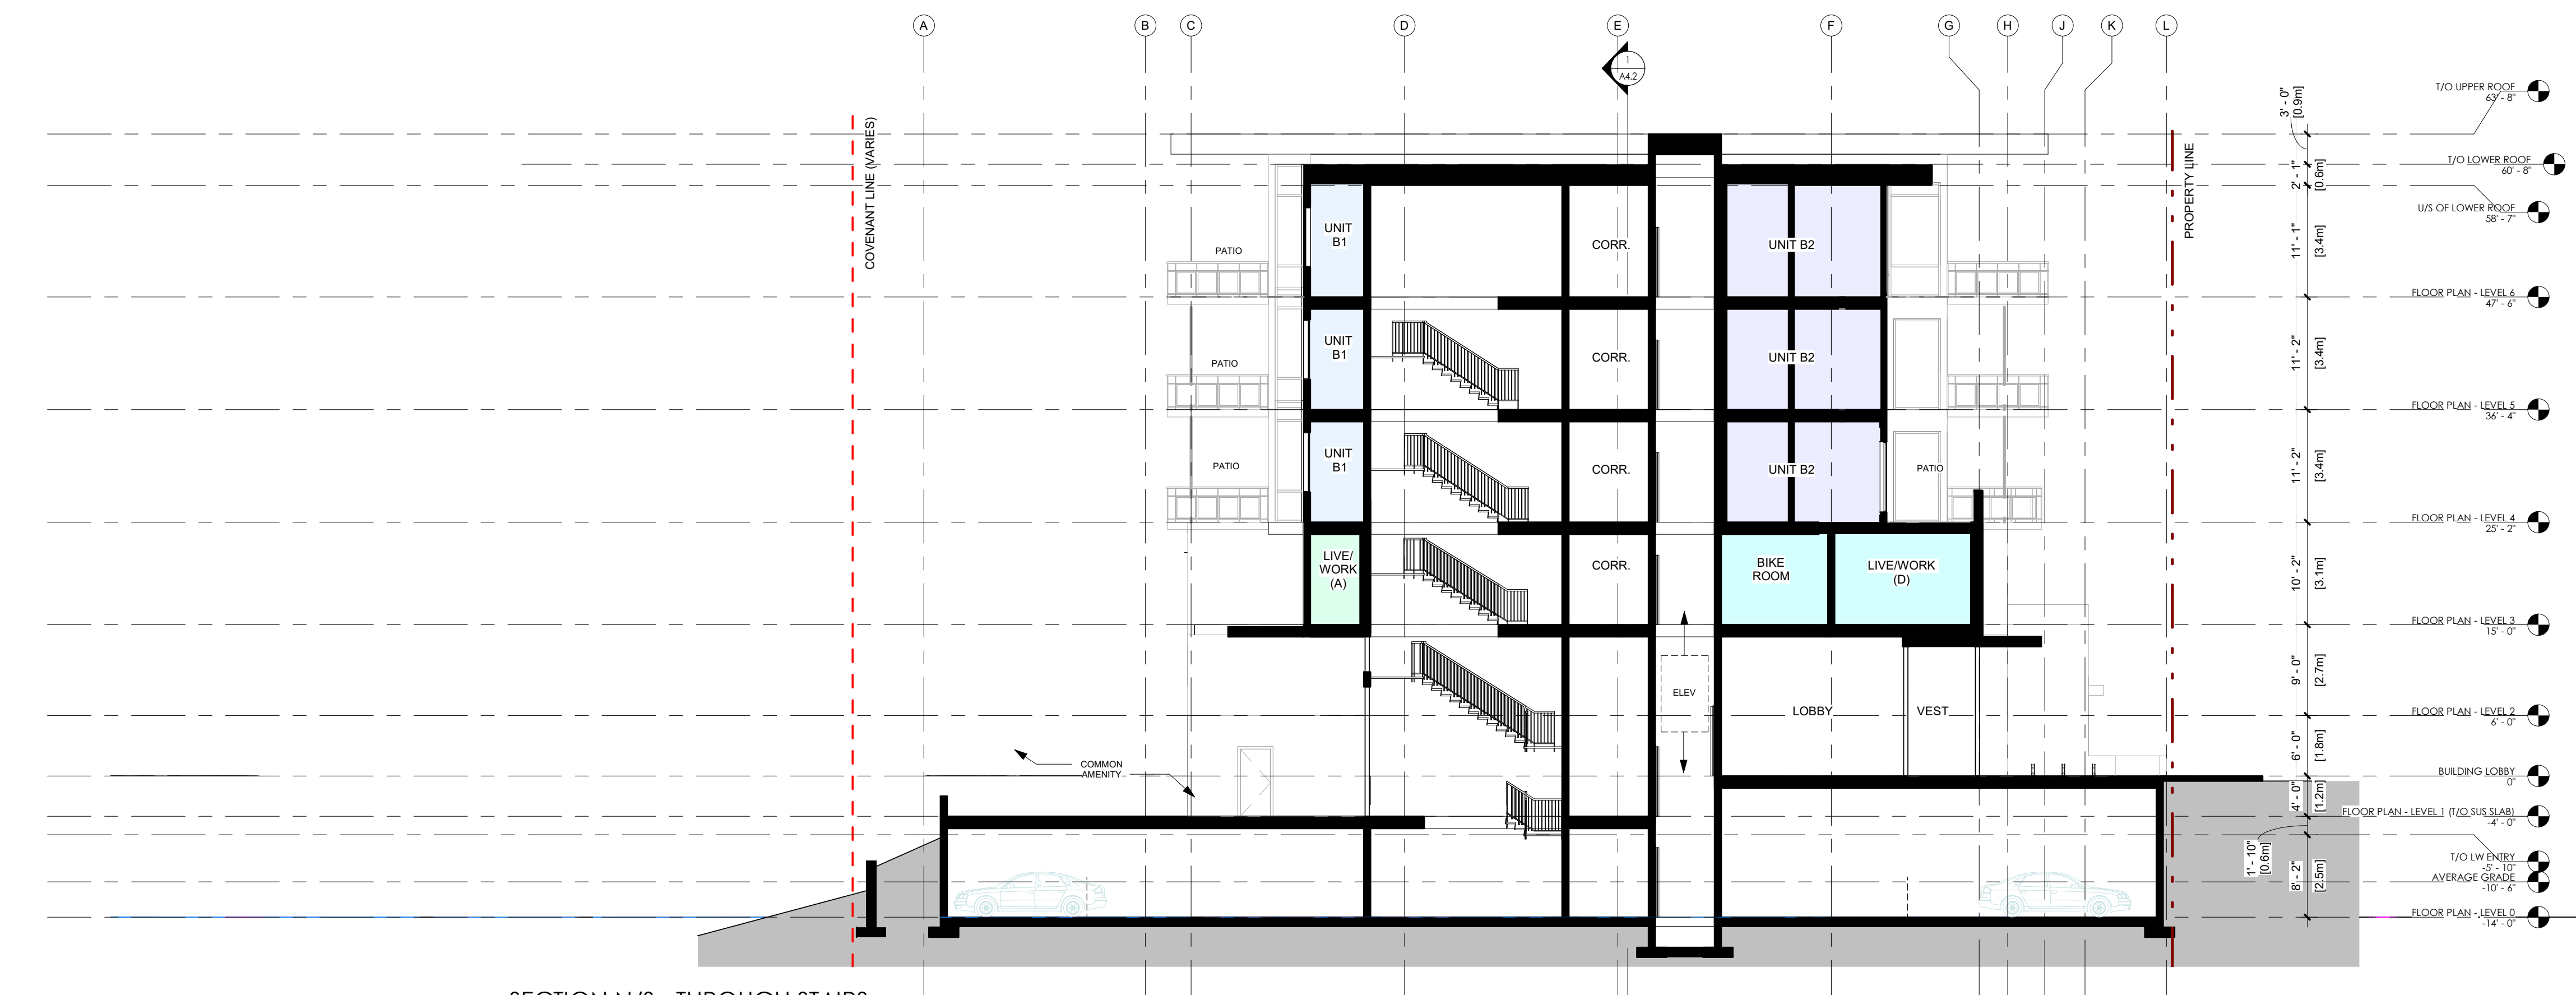 A B C D E F G H J K L
1
A4.2
COVENANT LINE (VARIES)
PROPERTY LINE
T/O UPPER ROOF
63' - 8"
3' - 0"
[0.9m]
T/O LOWER ROOF
60' - 8"
2' - 1"
[0.6m]
U/S OF LOWER ROOF
58' - 7"
UNIT
B1
CORR.
UNIT B2
PATIO
11' - 1"
[3.4m]
FLOOR PLAN - LEVEL 6
47' - 6"
UNIT
B1
CORR.
UNIT B2
PATIO
11' - 2"
[3.4m]
FLOOR PLAN - LEVEL 5
36' - 4"
UNIT
B1
CORR.
UNIT B2
PATIO
PATIO
11' - 2"
[3.4m]
FLOOR PLAN - LEVEL 4
25' - 2"
LIVE/
WORK
(A)
CORR.
BIKE
ROOM
LIVE/WORK
(D)
10' - 2"
[3.1m]
FLOOR PLAN - LEVEL 3
15' - 0"
ELEV
LOBBY
VEST
9' - 0"
[2.7m]
FLOOR PLAN - LEVEL 2
6' - 0"
COMMON
AMENITY
6' - 0"
[1.8m]
BUILDING LOBBY
0"
4' - 0"
[1.2m]
FLOOR PLAN - LEVEL 1 (T/O SUS SLAB)
-4' - 0"
1' - 10"
[0.6m]
T/O LW ENTRY
-5' - 10"
AVERAGE GRADE
-10' - 6"
8' - 2"
[2.5m]
FLOOR PLAN - LEVEL 0
-14' - 0"
SECTION N/S - THROUGH STAIRS